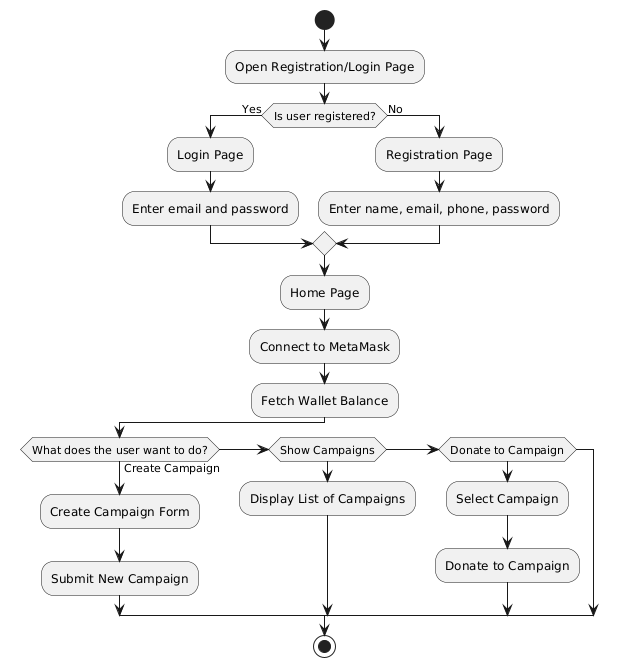 Open Registration/Login Page
Yes
Is user registered?
No
Login Page
Registration Page
Enter email and password
Enter name, email, phone, password
Home Page
Connect to MetaMask
Fetch Wallet Balance
What does the user want to do?
Show Campaigns
Donate to Campaign
Create Campaign
Create Campaign Form
Display List of Campaigns
Select Campaign
Submit New Campaign
Donate to Campaign